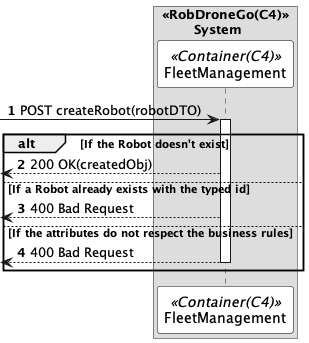 «RobDroneGo(C4)»
System
«Container(C4)»
FleetManagement
1 POST createRobot(robotDTO)
alt [If the Robot doesn't exist]
2 200 OK(createdObj)
[If a Robot already exists with the typed id]
3 400 Bad Request
[If the attributes do not respect the business rules]
4 400 Bad Request
«Container(C4)»
FleetManagement